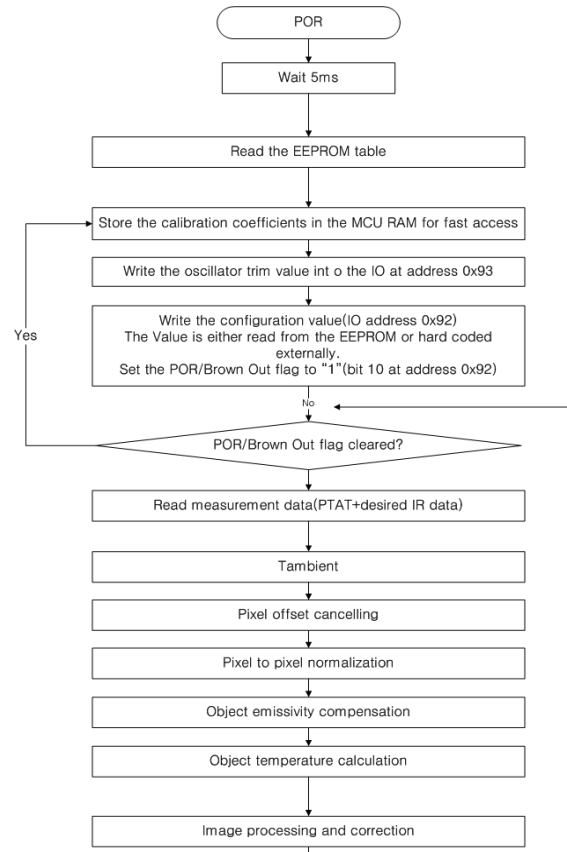 POR
Wait 5ms
Read the EEPROM table
Store the calibration coefficients in the MCU RAM for fast access
Write the oscillator trim value int o the IO at address 0x93
Write the configuration value(IO address 0x92)
The Value is either read from the EEPROM or hard coded
externally.
Set the POR/Brown Out flag to “1”(bit 10 at address 0x92)
Yes
No
POR/Brown Out flag cleared?
Read measurement data(PTAT+desired IR data)
Tambient
Pixel offset cancelling
Pixel to pixel normalization
Object emissivity compensation
Object temperature calculation
Image processing and correction